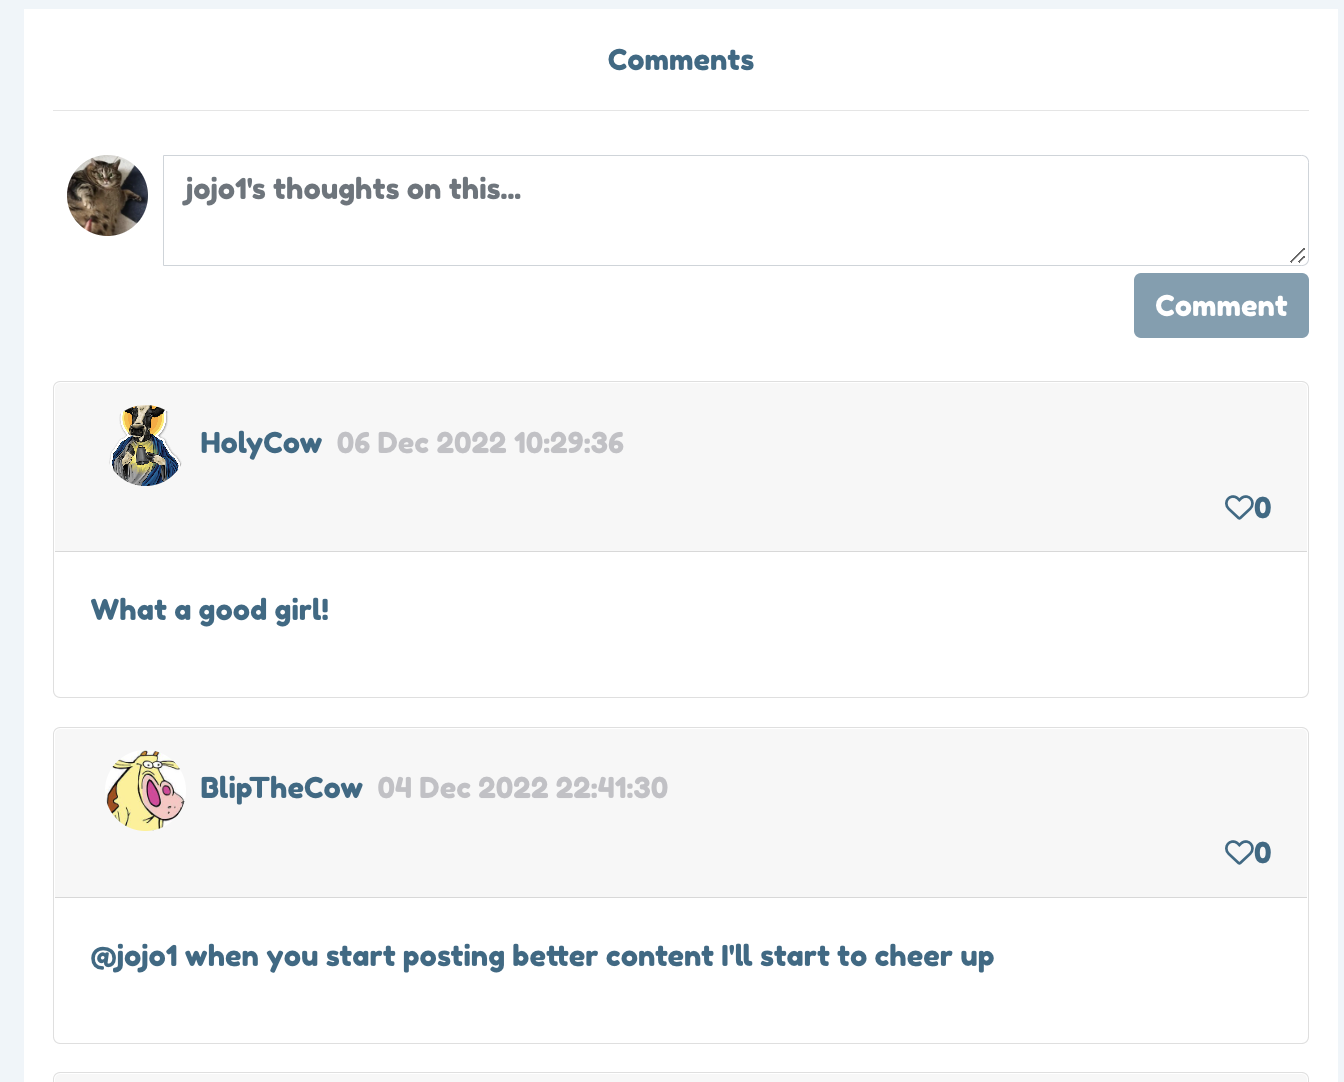 Comments
jojo1's thoughts on this...
Comment
HolyCow 06 Dec 2022 10:29:36
0
What a good girl!
BlipTheCow 04 Dec 2022 22:41:30
0
@jojo1 when you start posting better content I'll start to cheer up